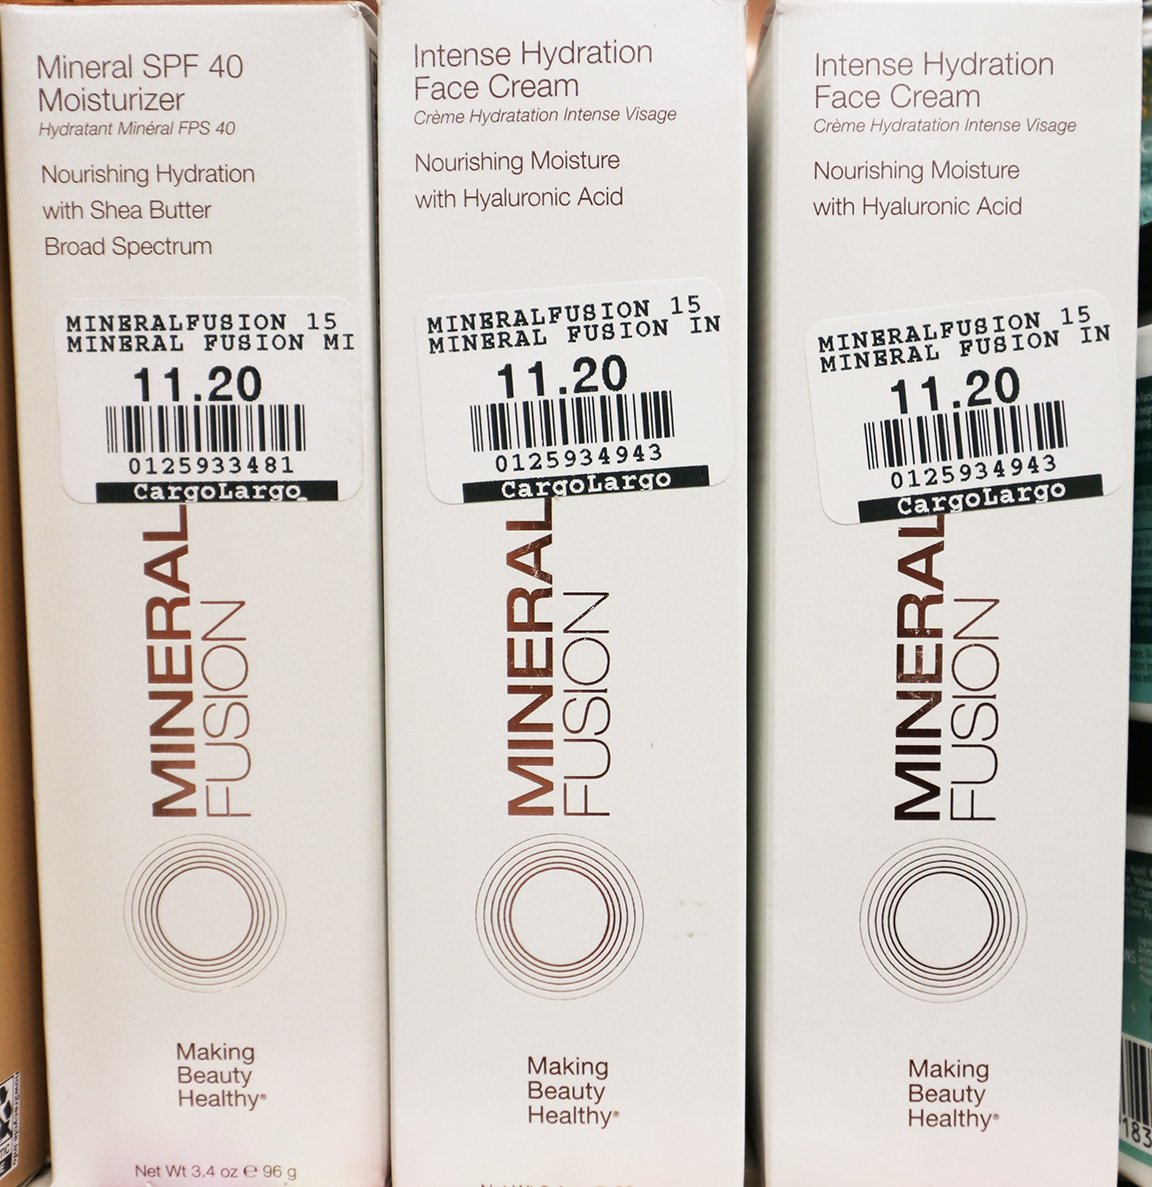 Mineral SPF 40
Moisturizer
Hydratant Minéral FPS 40
Nourishing Hydration
with Shea Butter
Broad Spectrum
MINERALFUSION 15
MINERAL FUSION MI
11.20
0125933481
CargoLargo
MINERAL
FUSION
Making
Beauty
Healthy®
Net Wt 3.4 oz ℮ 96 g
Intense Hydration
Face Cream
Crème Hydratation Intense Visage
Nourishing Moisture
with Hyaluronic Acid
MINERALFUSION 15
MINERAL FUSION IN
11.20
0125934943
CargoLargo
MINERAL
FUSION
Making
Beauty
Healthy®
Intense Hydration
Face Cream
Crème Hydratation Intense Visage
Nourishing Moisture
with Hyaluronic Acid
MINERALFUSION 15
MINERAL FUSION IN
11.20
0125934943
CargoLargo
MINERAL
FUSION
Making
Beauty
Healthy®
183